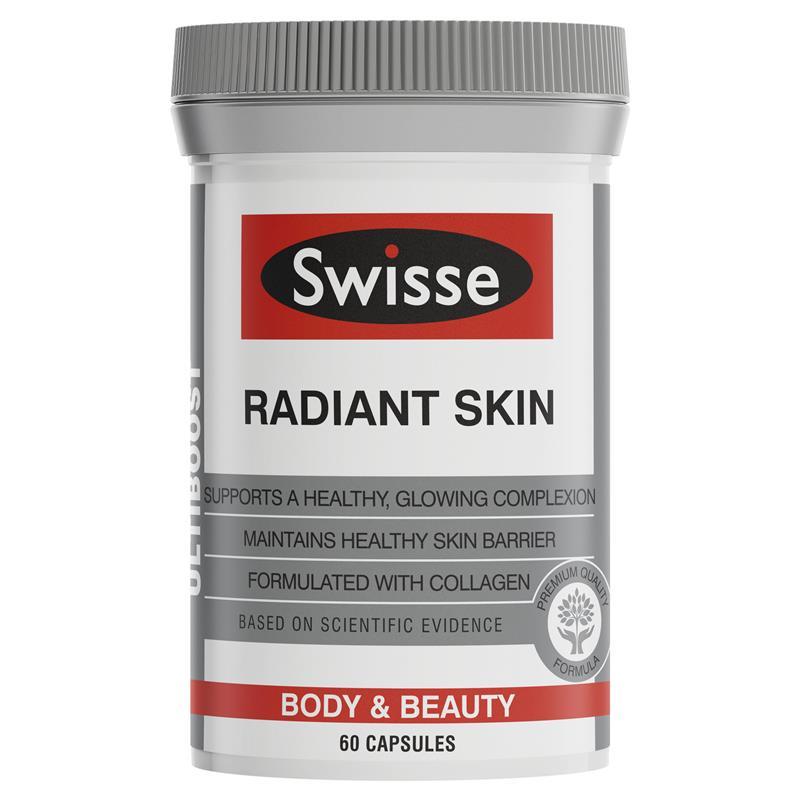 Swisse
RADIANT SKIN
ULTIBOOST
SUPPORTS A HEALTHY, GLOWING COMPLEXION
MAINTAINS HEALTHY SKIN BARRIER
FORMULATED WITH COLLAGEN
BASED ON SCIENTIFIC EVIDENCE
PREMIUM QUALITY
FORMULA
BODY & BEAUTY
60 CAPSULES